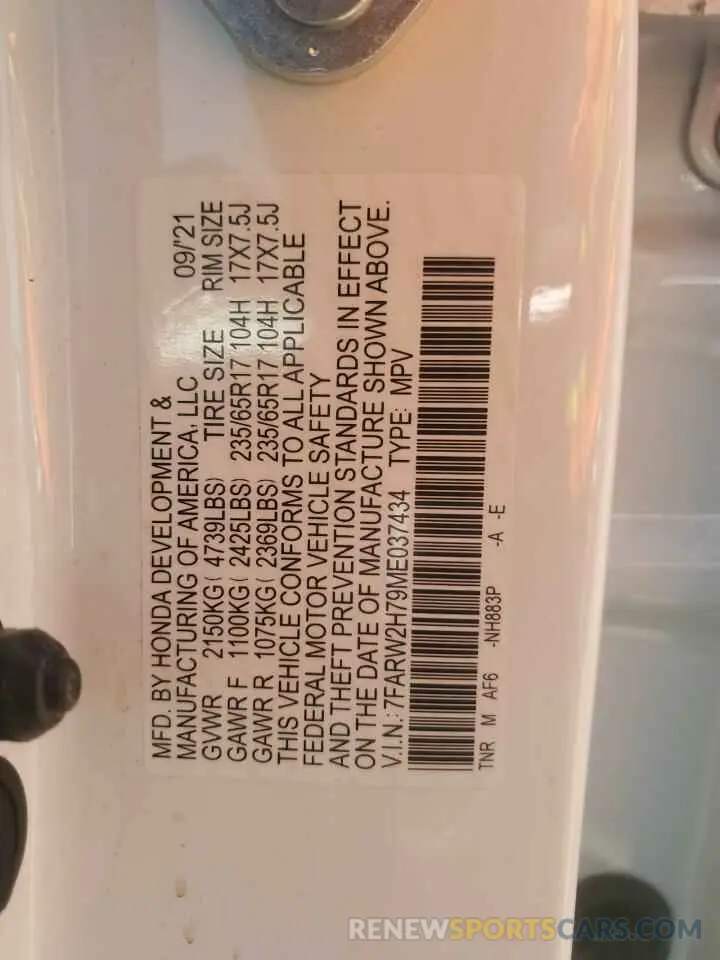 MFD. BY HONDA DEVELOPMENT & 09/'21
MANUFACTURING OF AMERICA, LLC
GVWR 2150KG( 4739LBS) TIRE SIZE RIM SIZE
GAWR F 1100KG( 2425LBS) 235/65R17 104H 17X7.5J
GAWR R 1075KG( 2369LBS) 235/65R17 104H 17X7.5J
THIS VEHICLE CONFORMS TO ALL APPLICABLE
FEDERAL MOTOR VEHICLE SAFETY
AND THEFT PREVENTION STANDARDS IN EFFECT
ON THE DATE OF MANUFACTURE SHOWN ABOVE.
V.I.N.: 7FARW2H79ME037434 TYPE: MPV
TNR M AF6 -NH883P -A -E
RENEWSPORTSCARS.COM